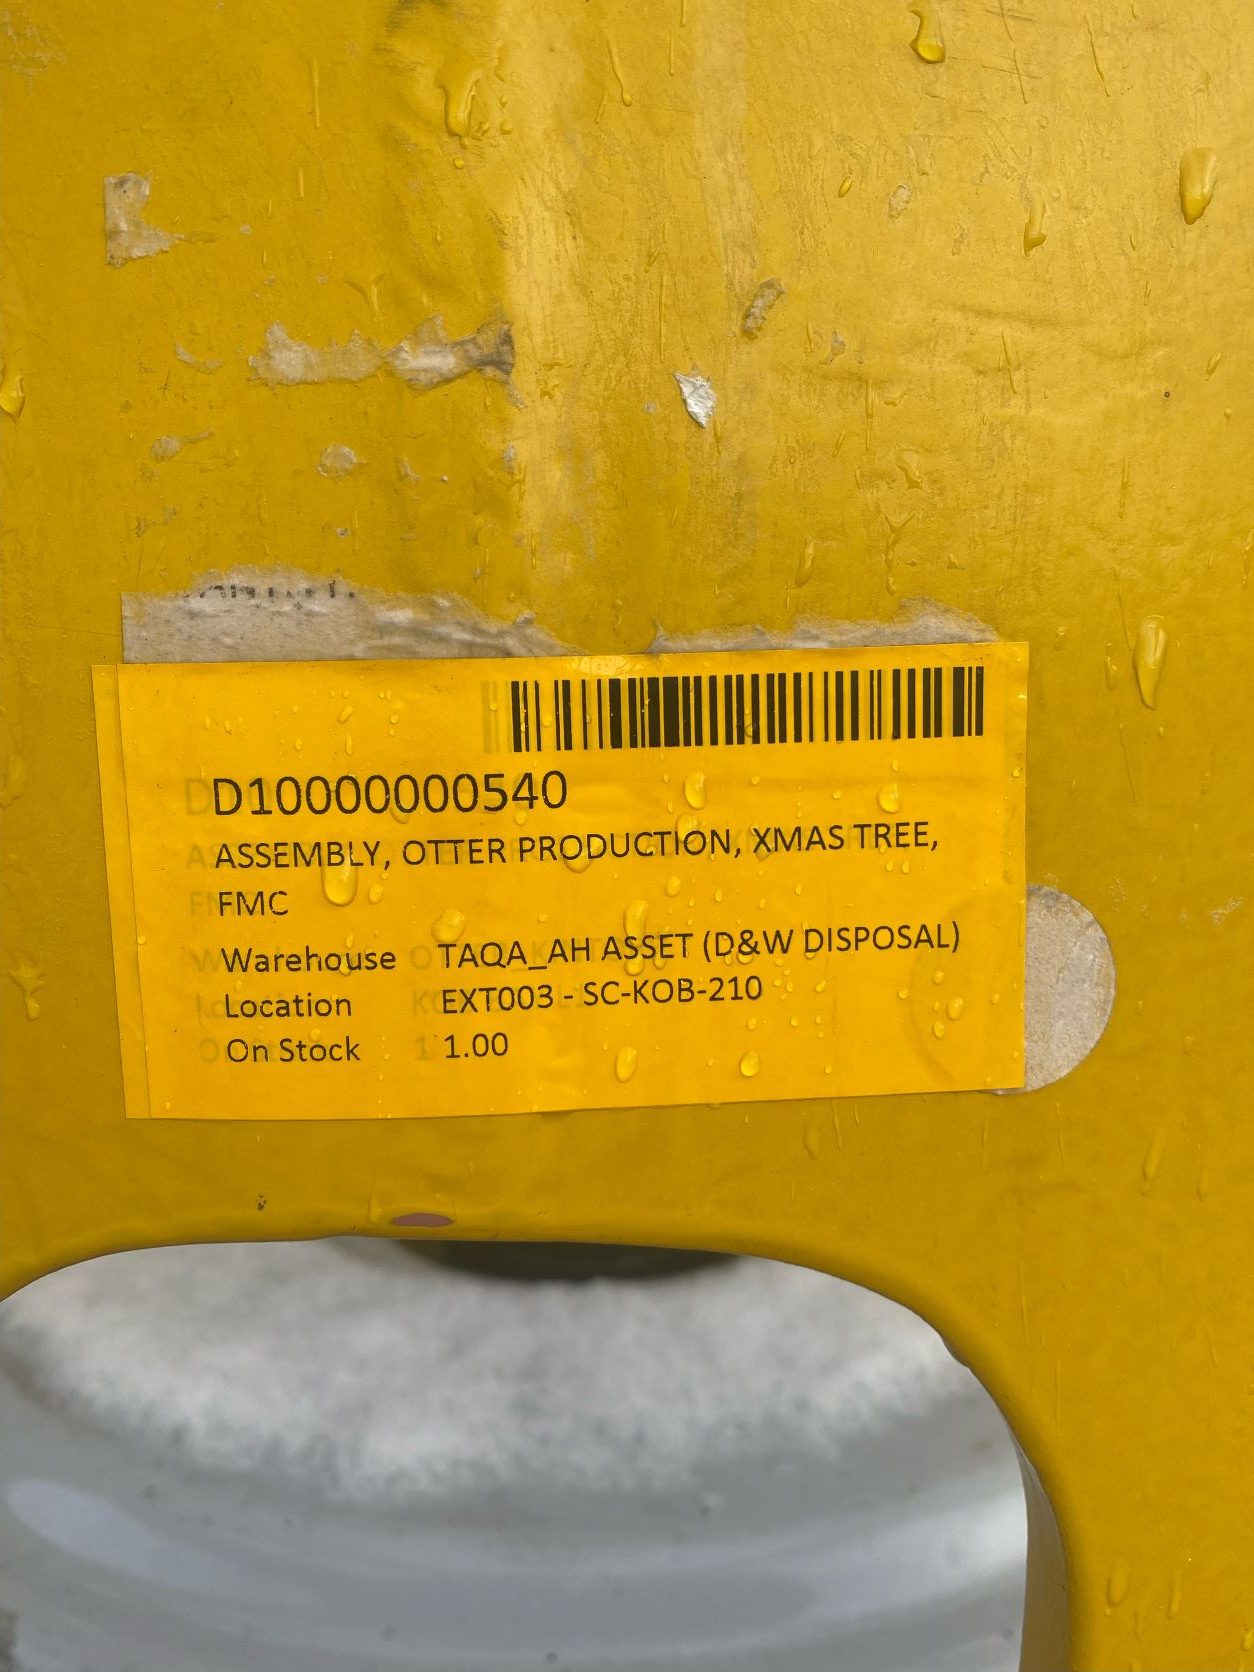 D10000000540
ASSEMBLY, OTTER PRODUCTION, XMAS TREE,
FMC
Warehouse TAQA_AH ASSET (D&W DISPOSAL)
Location EXT003 - SC-KOB-210
On Stock 1.00